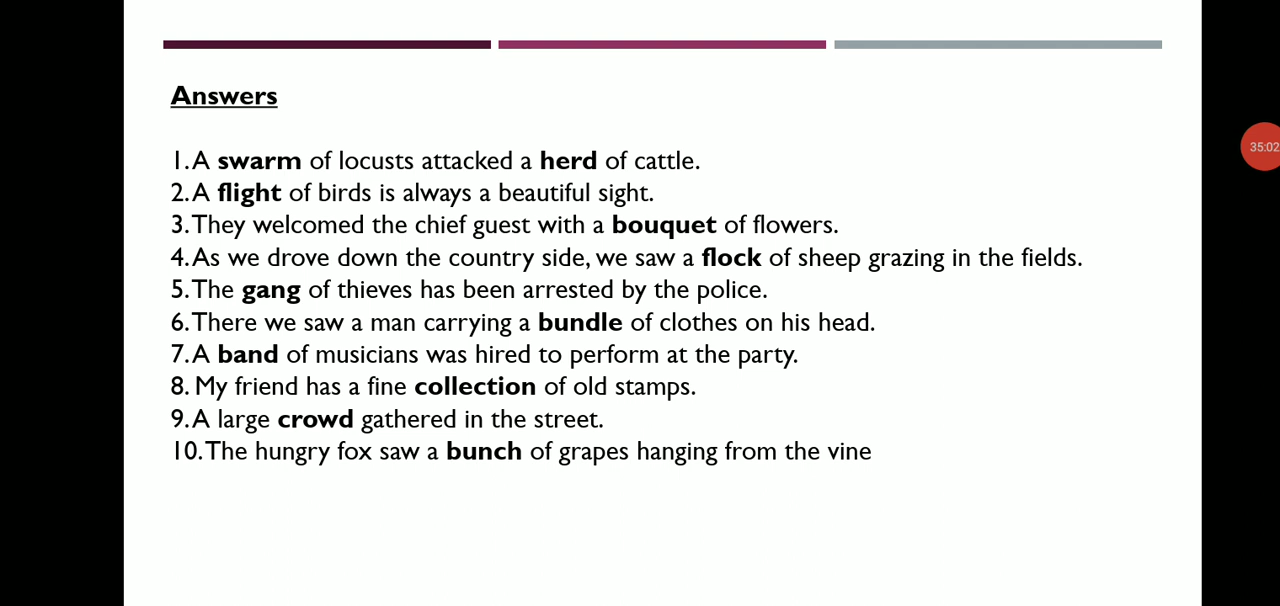 Answers
1.A swarm of locusts attacked a herd of cattle.
2.A flight of birds is always a beautiful sight.
3.They welcomed the chief guest with a bouquet of flowers.
4.As we drove down the country side, we saw a flock of sheep grazing in the fields.
5.The gang of thieves has been arrested by the police.
6.There we saw a man carrying a bundle of clothes on his head.
7.A band of musicians was hired to perform at the party.
8. My friend has a fine collection of old stamps.
9.A large crowd gathered in the street.
10.The hungry fox saw a bunch of grapes hanging from the vine
35:02